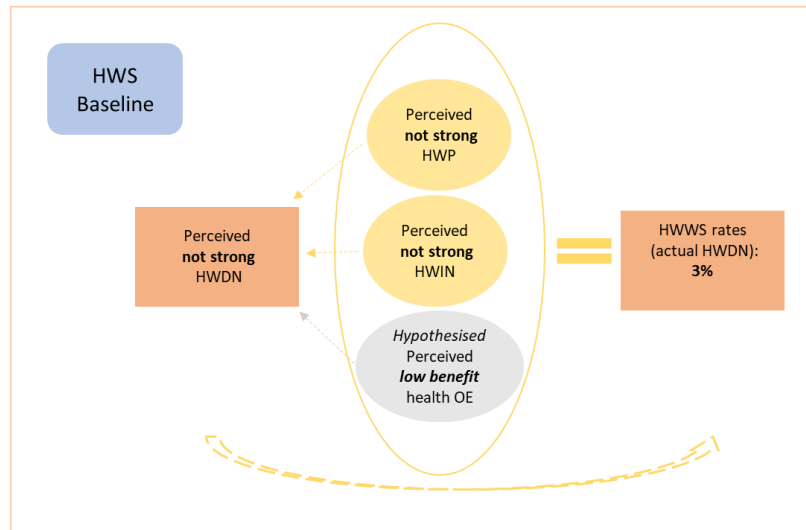 HWS
Baseline
Perceived
not strong
HWP
Perceived
not strong
HWDN
Perceived
not strong
HWIN
HWWS rates
(actual HWDN):
3%
Hypothesised
Perceived
low benefit
health OE